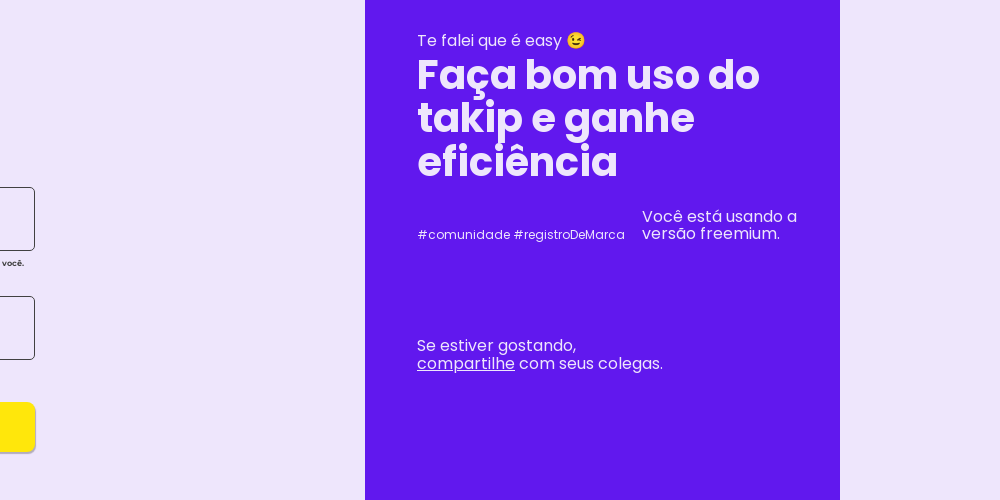 Te falei que é easy 😉
Faça bom uso do
takip e ganhe
eficiência
#comunidade #registroDeMarca
Você está usando a
versão freemium.
você.
Se estiver gostando,
compartilhe com seus colegas.